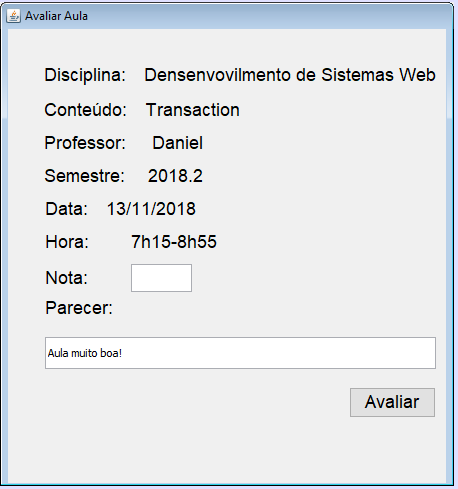 Avaliar Aula
Disciplina: Densenvovilmento de Sistemas Web
Conteúdo: Transaction
Professor: Daniel
Semestre: 2018.2
Data: 13/11/2018
Hora: 7h15-8h55
Nota:
Parecer:
Aula muito boa!
Avaliar